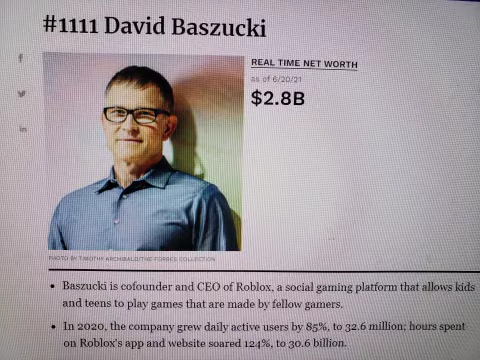 #1111 David Baszucki
REAL TIME NET WORTH
as of 6/20/21
$2.8B
PHOTO BY TIMOTHY ARCHIBALD/THE FORBES COLLECTION
Baszucki is cofounder and CEO of Roblox, a social gaming platform that allows kids
and teens to play games that are made by fellow gamers.
In 2020, the company grew daily active users by 85%, to 32.6 million; hours spent
on Roblox's app and website soared 124%, to 30.6 billion.